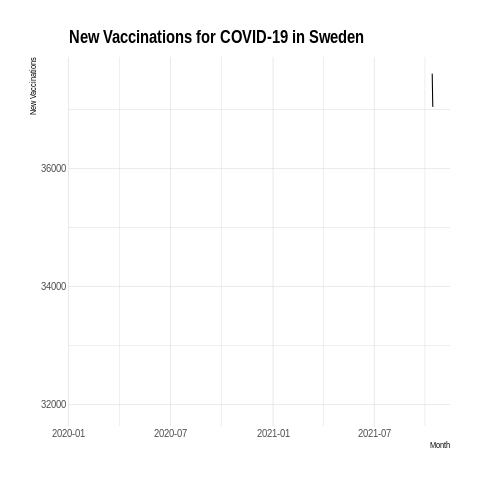 New Vaccinations for COVID-19 in Sweden
New Vaccinations
36000
34000
32000
2020-01 2020-07 2021-01 2021-07
Month